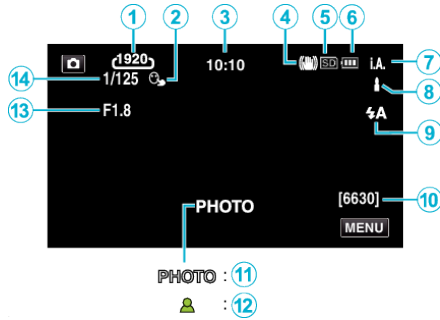 1 2 3 4 5 6
1920
10:10
SD
i.A.
7
14
1/125
8
13
F1.8
A
9
[6630]
10
PHOTO
MENU
PHOTO : 11
: 12